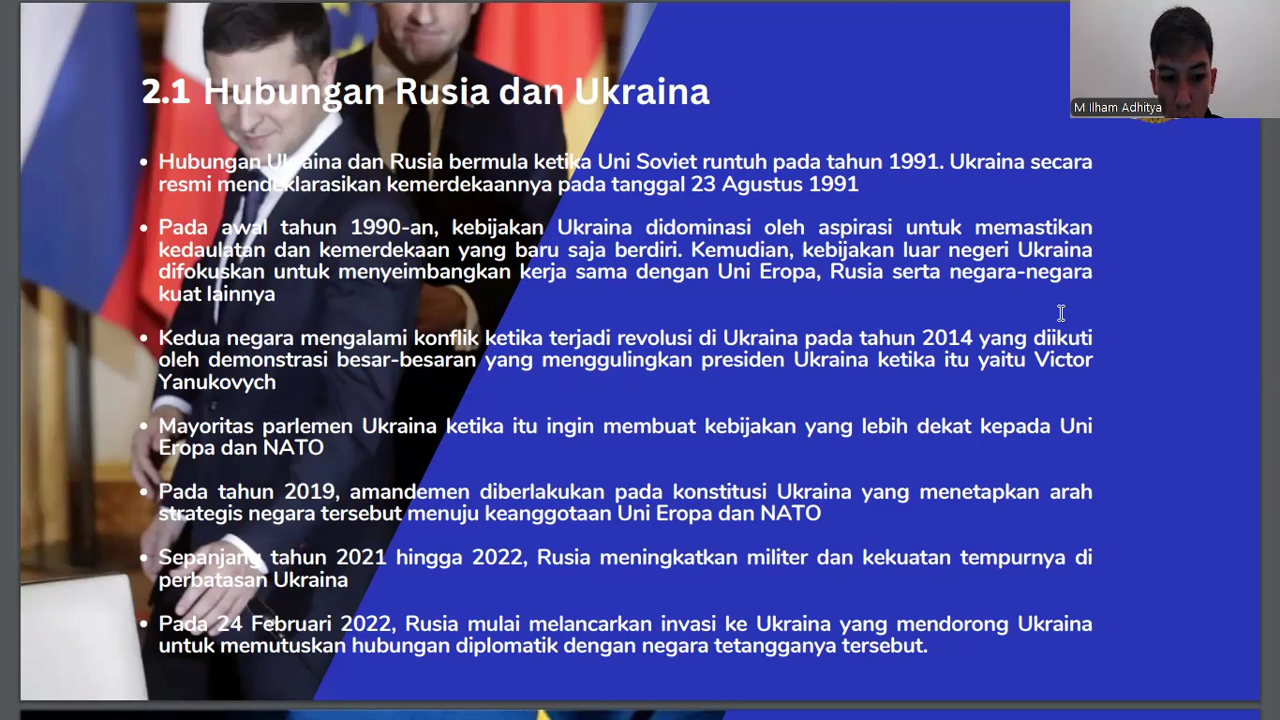 2.1 Hubungan Rusia dan Ukraina
M Ilham Adhitya
• Hubungan Ukraina dan Rusia bermula ketika Uni Soviet runtuh pada tahun 1991. Ukraina secara
resmi mendeklarasikan kemerdekaannya pada tanggal 23 Agustus 1991
• Pada awal tahun 1990-an, kebijakan Ukraina didominasi oleh aspirasi untuk memastikan
kedaulatan dan kemerdekaan yang baru saja berdiri. Kemudian, kebijakan luar negeri Ukraina
difokuskan untuk menyeimbangkan kerja sama dengan Uni Eropa, Rusia serta negara-negara
kuat lainnya
• Kedua negara mengalami konflik ketika terjadi revolusi di Ukraina pada tahun 2014 yang diikuti
oleh demonstrasi besar-besaran yang menggulingkan presiden Ukraina ketika itu yaitu Victor
Yanukovych
• Mayoritas parlemen Ukraina ketika itu ingin membuat kebijakan yang lebih dekat kepada Uni
Eropa dan NATO
• Pada tahun 2019, amandemen diberlakukan pada konstitusi Ukraina yang menetapkan arah
strategis negara tersebut menuju keanggotaan Uni Eropa dan NATO
• Sepanjang tahun 2021 hingga 2022, Rusia meningkatkan militer dan kekuatan tempurnya di
perbatasan Ukraina
• Pada 24 Februari 2022, Rusia mulai melancarkan invasi ke Ukraina yang mendorong Ukraina
untuk memutuskan hubungan diplomatik dengan negara tetangganya tersebut.